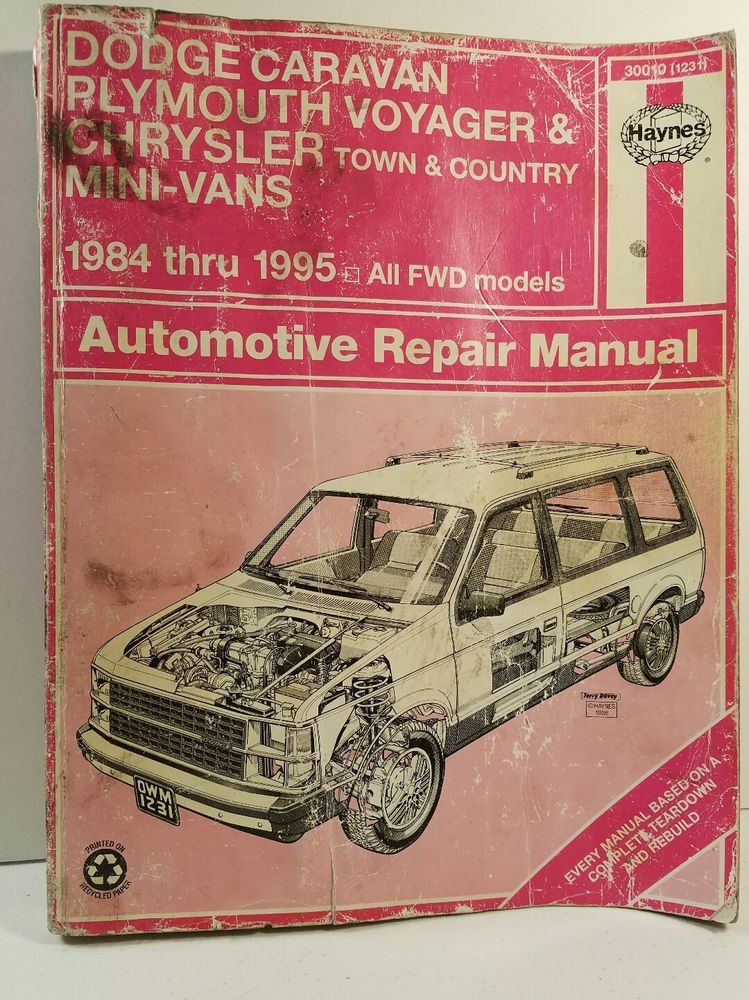 DODGE CARAVAN
PLYMOUTH VOYAGER &
CHRYSLER TOWN & COUNTRY
MINI-VANS
1984 thru 1995 □ All FWD models
30010 (1231)
Haynes
®
Automotive Repair Manual
Terry Davey
© HAYNES
1986
OWM
1231
PRINTED ON
RECYCLED PAPER
EVERY MANUAL BASED ON A
COMPLETE TEARDOWN
AND REBUILD